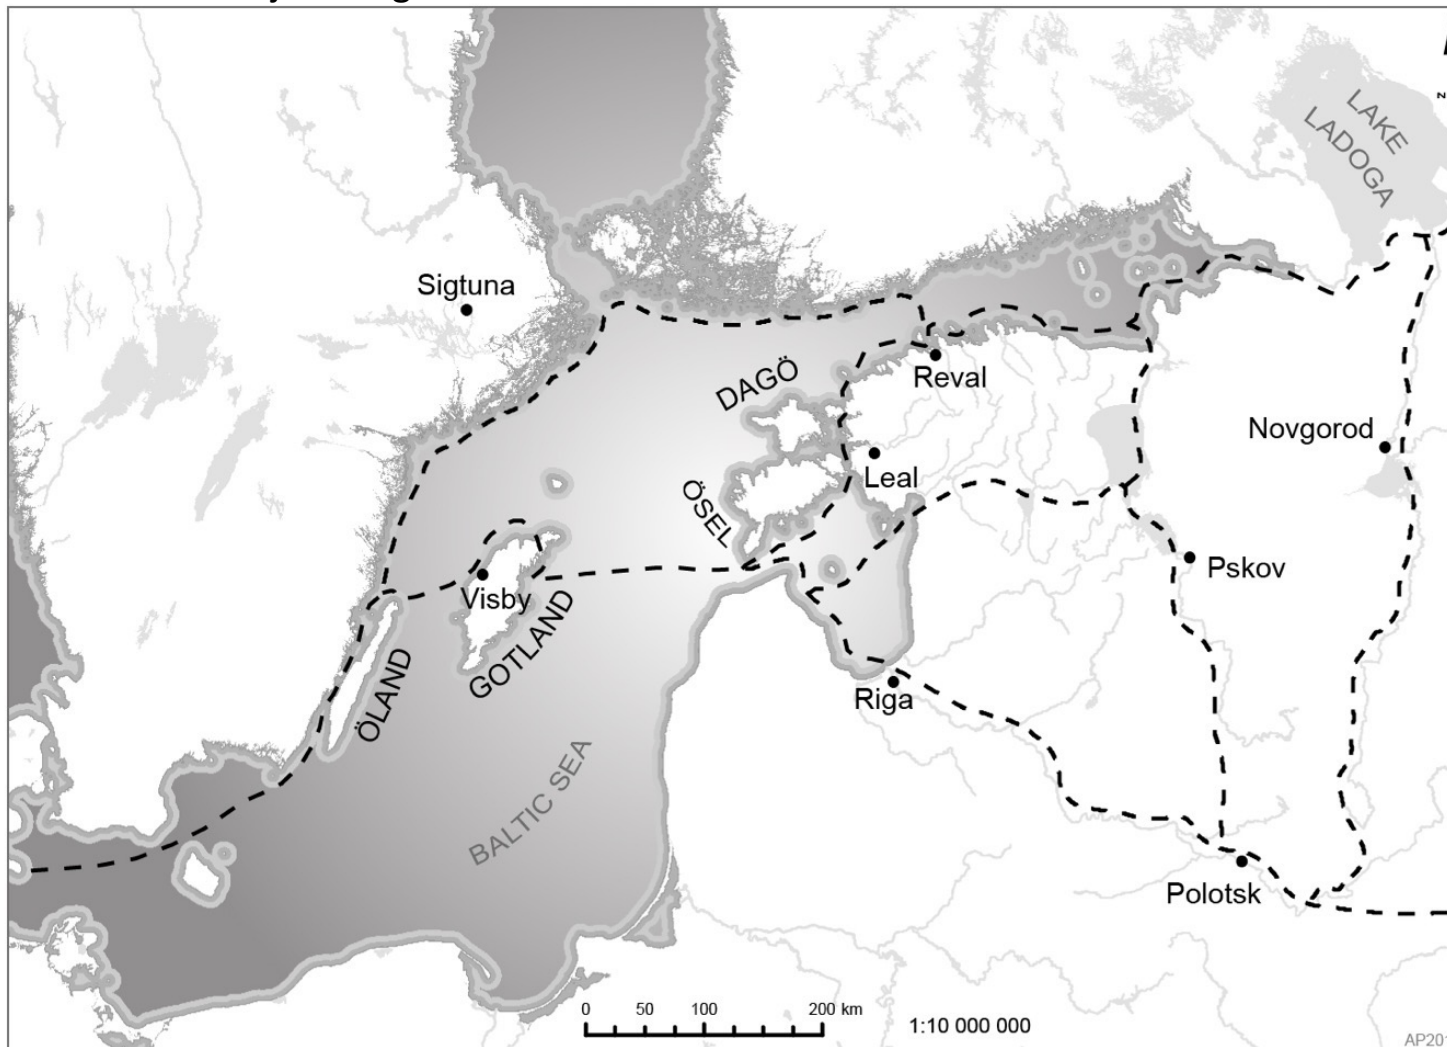 LAKE
LADOGA
z
Sigtuna
DAGÖ
Reval
Novgorod
Leal
ÖSEL
Pskov
Visby
GOTLAND
ÖLAND
Riga
BALTIC SEA
Polotsk
0 50 100 200 km
1:10 000 000
AP201